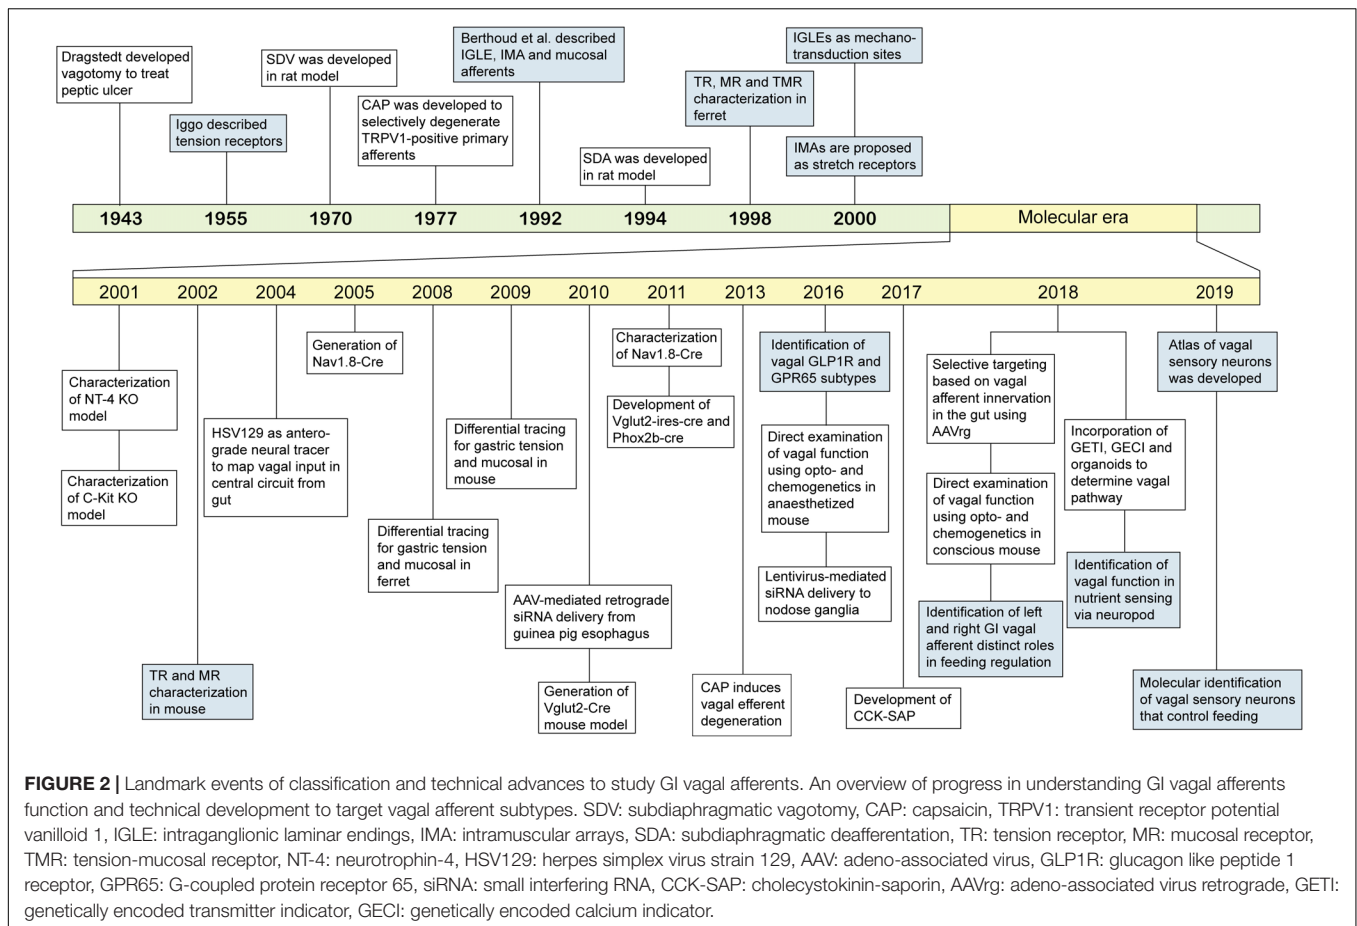 Dragstedt developed
vagotomy to treat
peptic ulcer
Iggo described
tension receptors
SDV was developed
in rat model
CAP was developed to
selectively degenerate
TRPV1-positive primary
afferents
Berthoud et al. described
IGLE, IMA and mucosal
afferents
SDA was developed
in rat model
TR, MR and TMR
characterization in
ferret
IGLEs as mechano-
transduction sites
IMAs are proposed
as stretch receptors
1943 1955 1970 1977 1992 1994 1998 2000 Molecular era
2001 2002 2004 2005 2008 2009 2010 2011 2013 2016 2017 2018 2019
Characterization
of NT-4 KO
model
Characterization
of C-Kit KO
model
TR and MR
characterization
in mouse
HSV129 as antero-
grade neural tracer
to map vagal input in
central circuit from
gut
Generation of
Nav1.8-Cre
Differential tracing
for gastric tension
and mucosal in
ferret
Differential tracing
for gastric tension
and mucosal in
mouse
AAV-mediated retrograde
siRNA delivery from
guinea pig esophagus
Generation of
Vglut2-Cre
mouse model
Characterization
of Nav1.8-Cre
Development of
Vglut2-ires-cre and
Phox2b-cre
CAP induces
vagal efferent
degeneration
Identification of
vagal GLP1R and
GPR65 subtypes
Direct examination
of vagal function
using opto- and
chemogenetics in
anaesthetized
mouse
Lentivirus-mediated
siRNA delivery to
nodose ganglia
Development of
CCK-SAP
Selective targeting
based on vagal
afferent innervation
in the gut using
AAVrg
Direct examination
of vagal function
using opto- and
chemogenetics in
conscious mouse
Identification of left
and right GI vagal
afferent distinct roles
in feeding regulation
Incorporation of
GETI, GECI and
organoids to
determine vagal
pathway
Identification of
vagal function in
nutrient sensing
via neuropod
Atlas of vagal
sensory neurons
was developed
Molecular identification
of vagal sensory neurons
that control feeding
FIGURE 2 | Landmark events of classification and technical advances to study GI vagal afferents. An overview of progress in understanding GI vagal afferents
function and technical development to target vagal afferent subtypes. SDV: subdiaphragmatic vagotomy, CAP: capsaicin, TRPV1: transient receptor potential
vanilloid 1, IGLE: intraganglionic laminar endings, IMA: intramuscular arrays, SDA: subdiaphragmatic deafferentation, TR: tension receptor, MR: mucosal receptor,
TMR: tension-mucosal receptor, NT-4: neurotrophin-4, HSV129: herpes simplex virus strain 129, AAV: adeno-associated virus, GLP1R: glucagon like peptide 1
receptor, GPR65: G-coupled protein receptor 65, siRNA: small interfering RNA, CCK-SAP: cholecystokinin-saporin, AAVrg: adeno-associated virus retrograde, GETI:
genetically encoded transmitter indicator, GECI: genetically encoded calcium indicator.